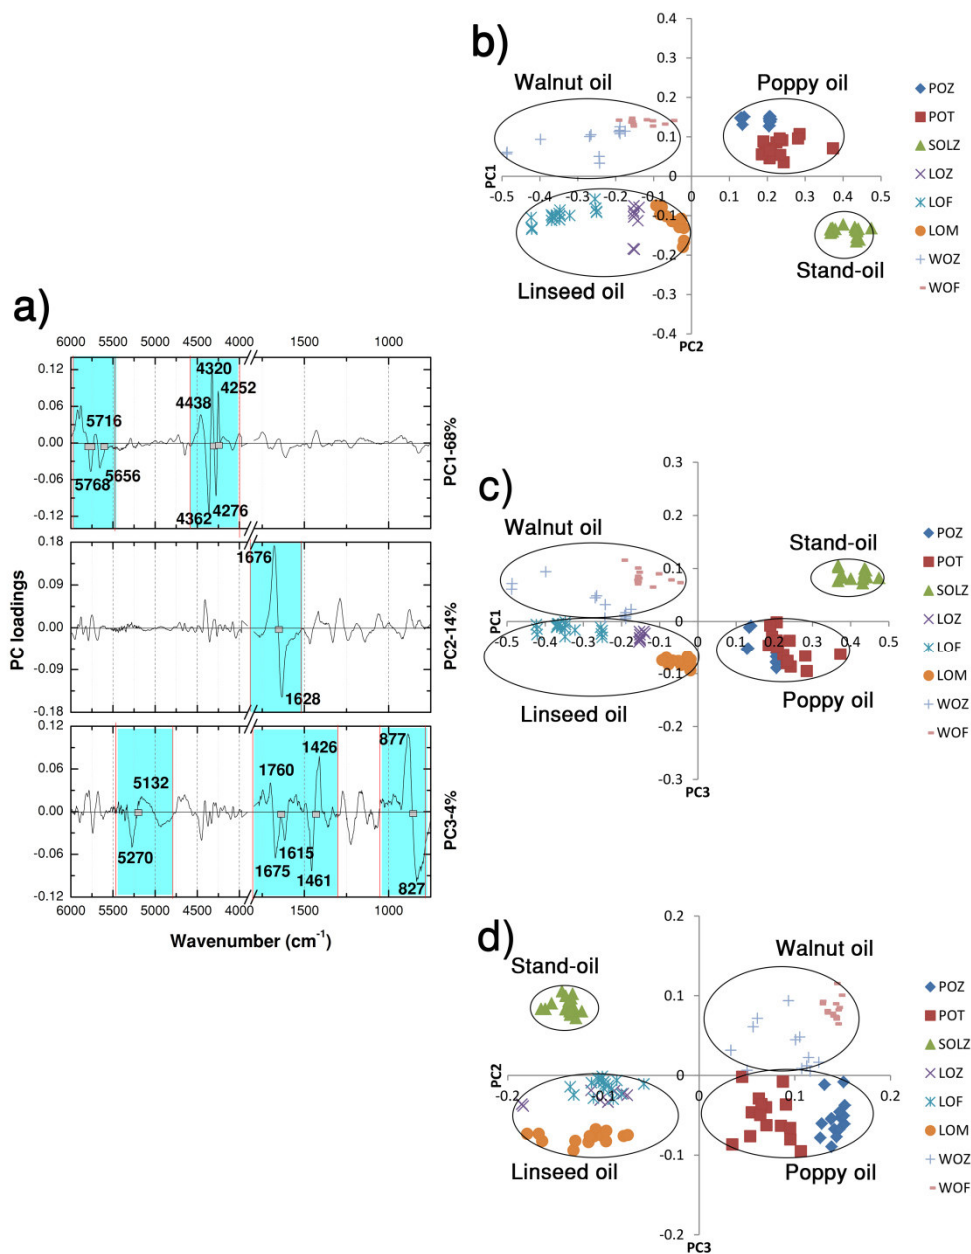 a)
6000 5500 5000 4500 4000 1500 1000
0.12
0.06
0.00
-0.06
-0.12
4320
4438
4252
5716
5656
5768
4362
4276
PC1-68%
0.18
0.09
0.00
-0.09
-0.18
1676
1628
PC2-14%
PC loadings
0.12
0.06
0.00
-0.06
-0.12
877
1426
1760
5132
5270
1615
1675
1461
827
PC3-4%
6000 5500 5000 4500 4000 1500 1000
Wavenumber (cm-1)
b)
0.4
0.3
0.2
0.1
0
-0.1
-0.2
-0.3
-0.4
-0.5 -0.4 -0.3 -0.2 -0.1 0 0.1 0.2 0.3 0.4 0.5
Walnut oil
Poppy oil
Linseed oil
Stand-oil
PC1
PC2
POZ
POT
SOLZ
LOZ
LOF
LOM
WOZ
WOF
c)
0.3
0.2
0.1
0
-0.1
-0.2
-0.3
-0.5 -0.4 -0.3 -0.2 -0.1 0 0.1 0.2 0.3 0.4 0.5
Walnut oil
Stand-oil
Linseed oil
Poppy oil
PC1
PC3
POZ
POT
SOLZ
LOZ
LOF
LOM
WOZ
WOF
d)
0.2
0.1
0
-0.1
-0.2
-0.2 0.1 0 0.1 0.2
Walnut oil
Stand-oil
Linseed oil
Poppy oil
PC2
PC3
POZ
POT
SOLZ
LOZ
LOF
LOM
WOZ
WOF